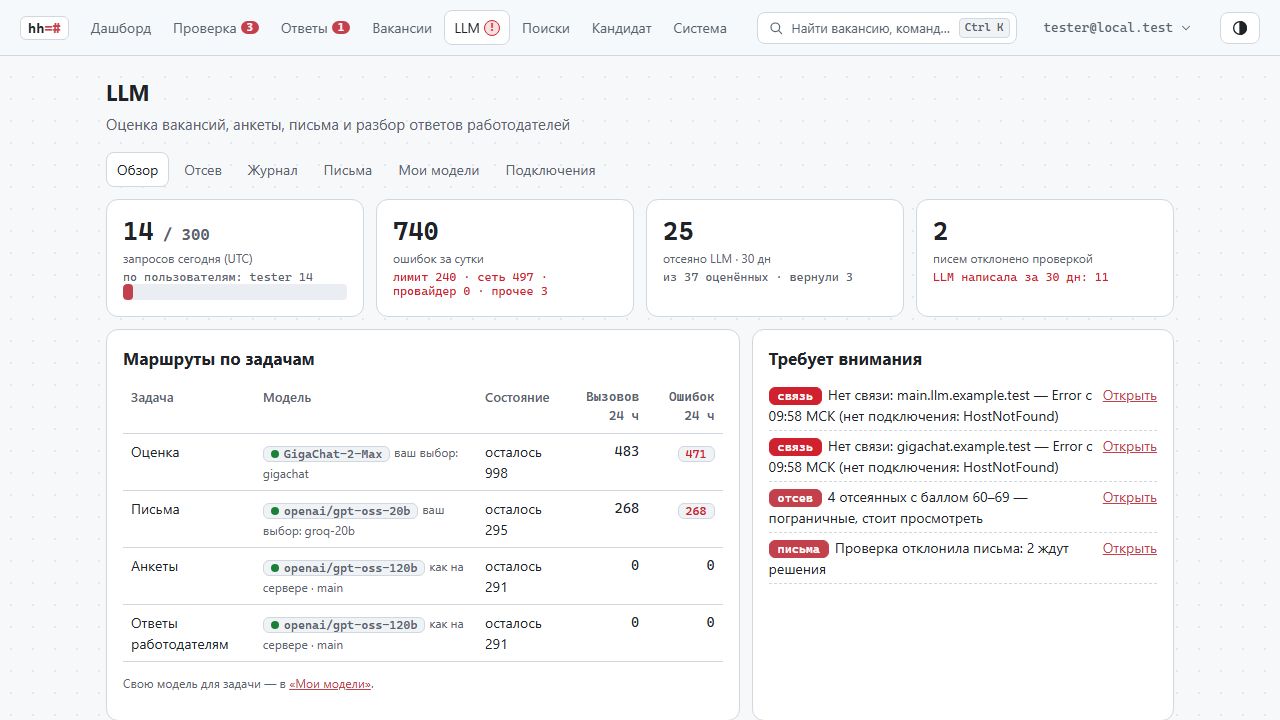 hh=# Дашборд Проверка 3 Ответы 1 Вакансии LLM ! Поиски Кандидат Система Найти вакансию, команд... Ctrl K tester@local.test
LLM
Оценка вакансий, анкеты, письма и разбор ответов работодателей
Обзор Отсев Журнал Письма Мои модели Подключения
14 / 300
запросов сегодня (UTC)
по пользователям: tester 14
740
ошибок за сутки
лимит 240 · сеть 497 ·
провайдер 0 · прочее 3
25
отсеяно LLM · 30 дн
из 37 оценённых · вернули 3
2
писем отклонено проверкой
LLM написала за 30 дн: 11
Маршруты по задачам
Задача Модель Состояние Вызовов 24 ч Ошибок 24 ч
Оценка GigaChat-2-Max ваш выбор: gigachat осталось 998 483 471
Письма openai/gpt-oss-20b ваш выбор: groq-20b осталось 295 268 268
Анкеты openai/gpt-oss-120b как на сервере · main осталось 291 0 0
Ответы работодателям openai/gpt-oss-120b как на сервере · main осталось 291 0 0
Свою модель для задачи — в «Мои модели».
Требует внимания
связь Нет связи: main.llm.example.test — Error с Открыть
09:58 МСК (нет подключения: HostNotFound)
связь Нет связи: gigachat.example.test — Error с Открыть
09:58 МСК (нет подключения: HostNotFound)
отсев 4 отсеянных с баллом 60–69 — Открыть
пограничные, стоит просмотреть
письма Проверка отклонила письма: 2 ждут Открыть
решения